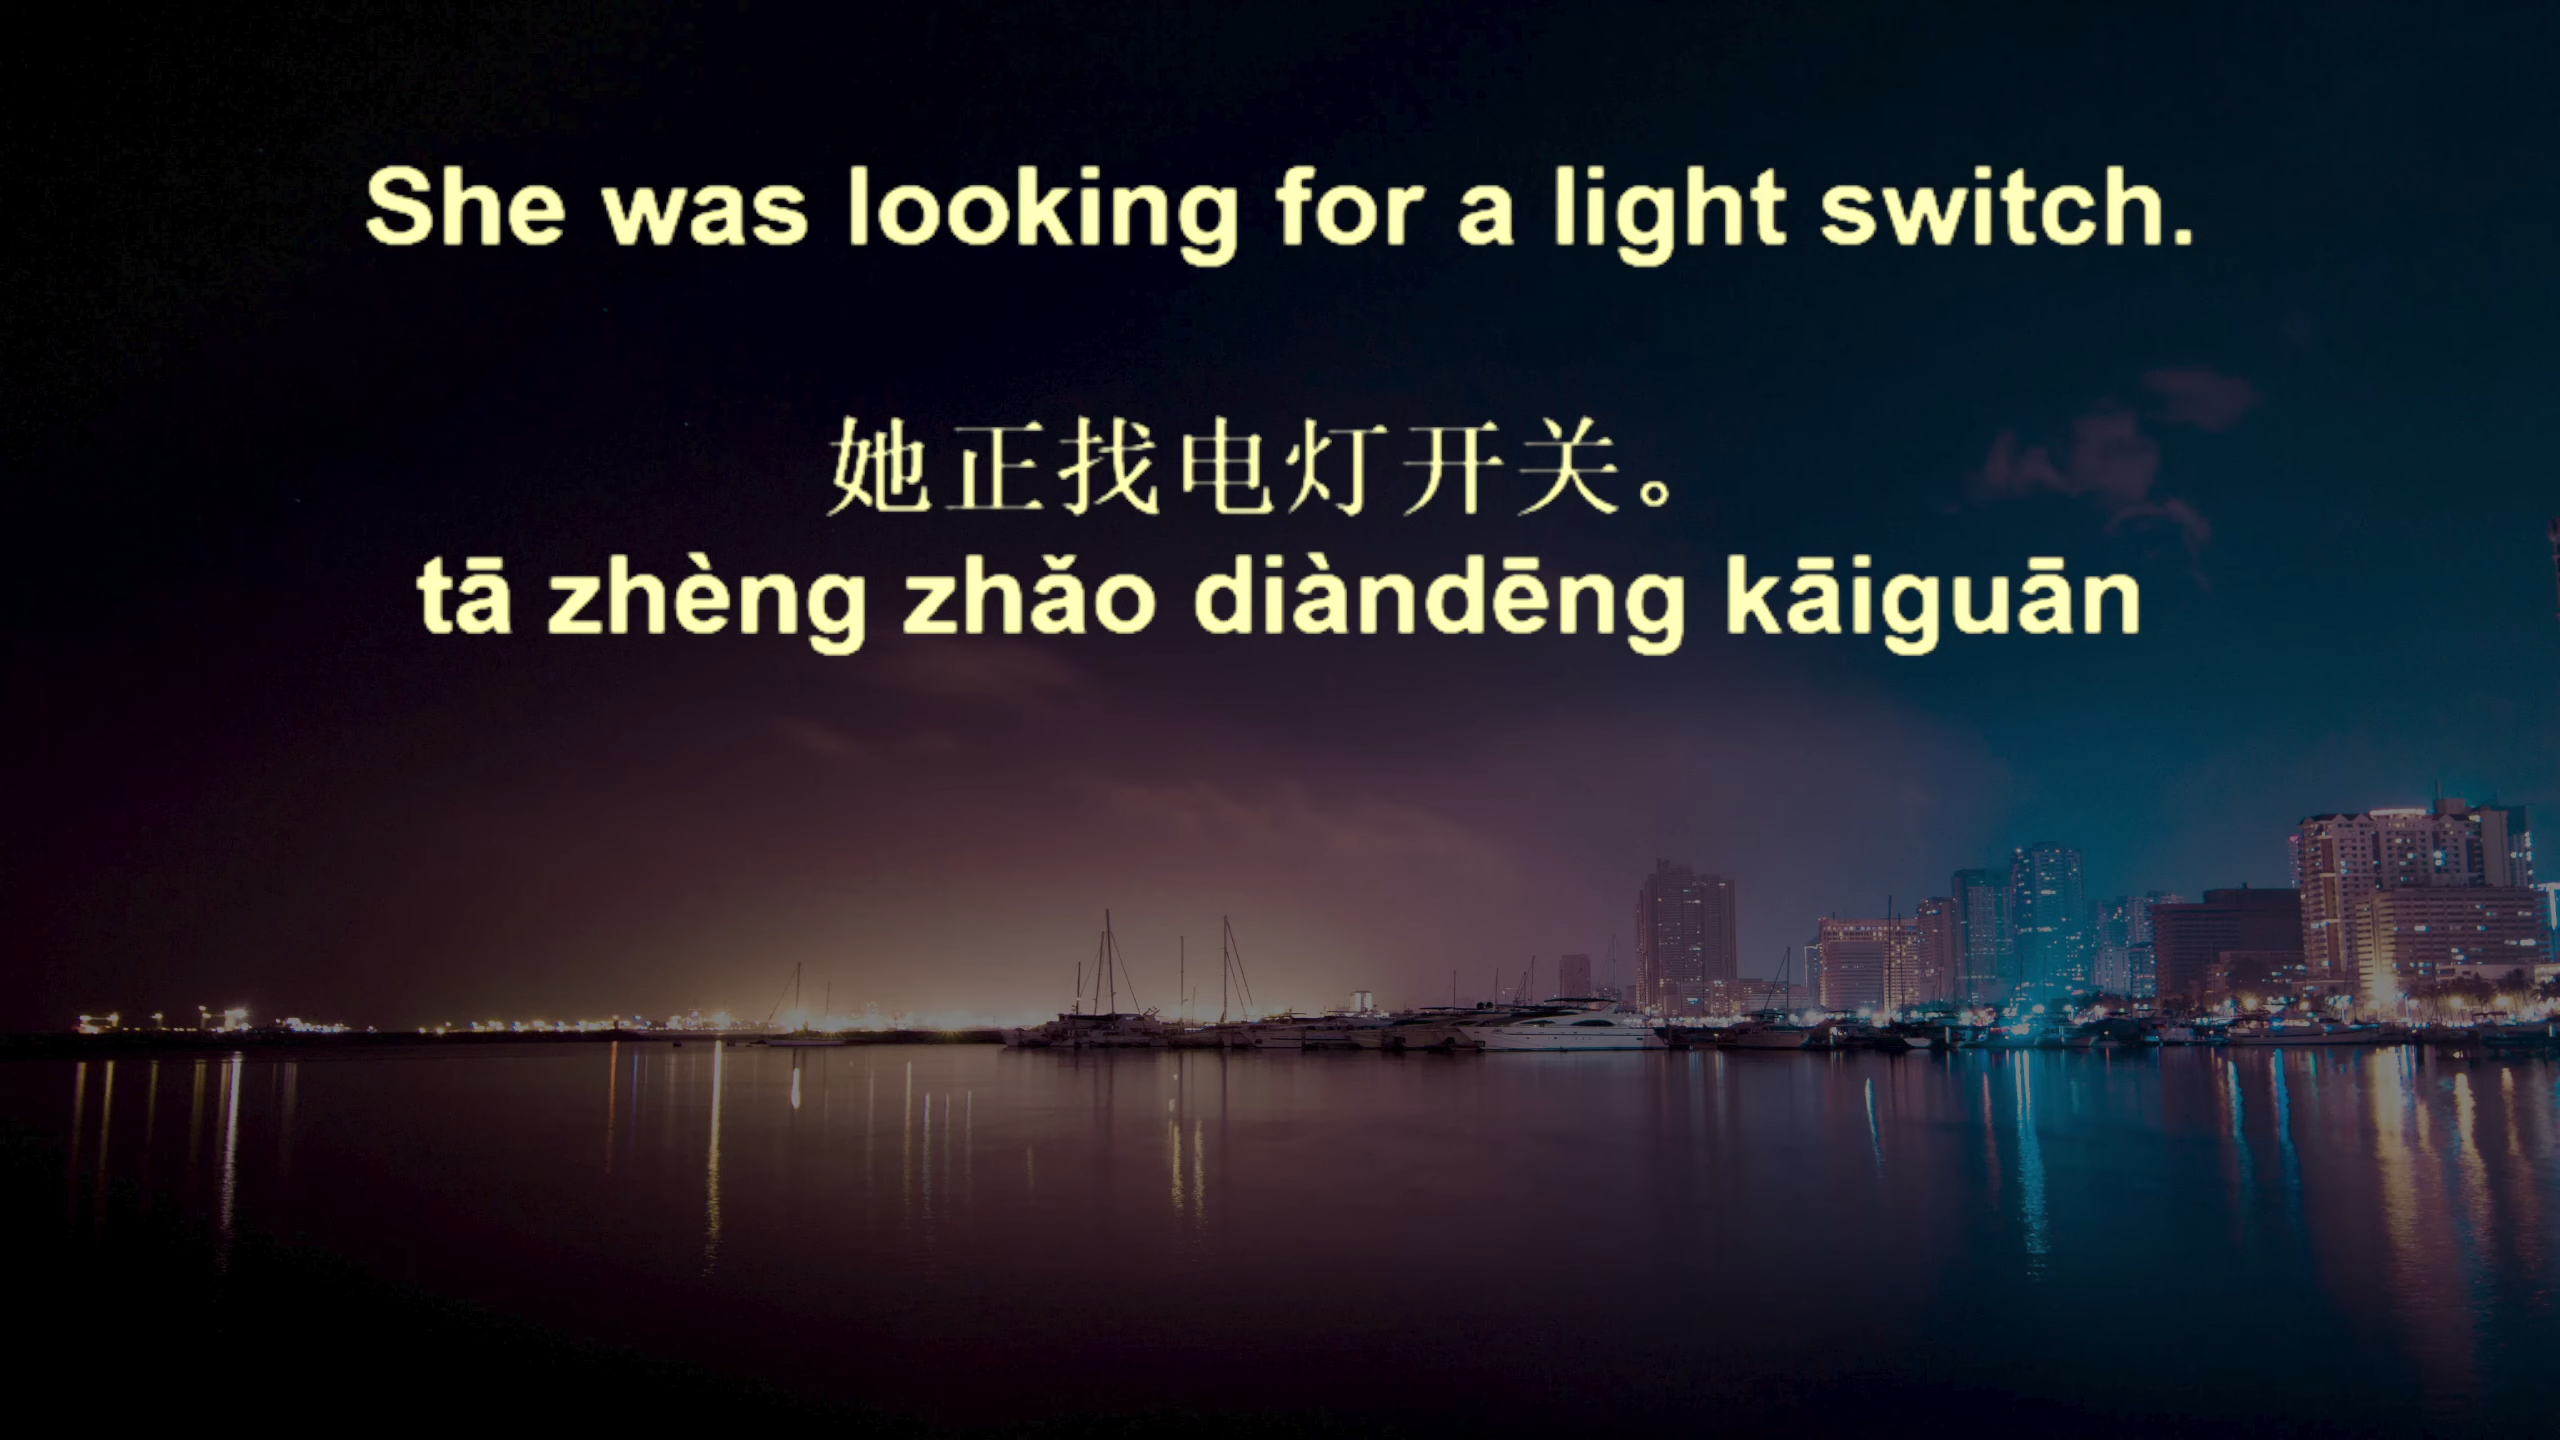 She was looking for a light switch.
她正找电灯开关。
tā zhèng zhǎo diàndēng kāiguān